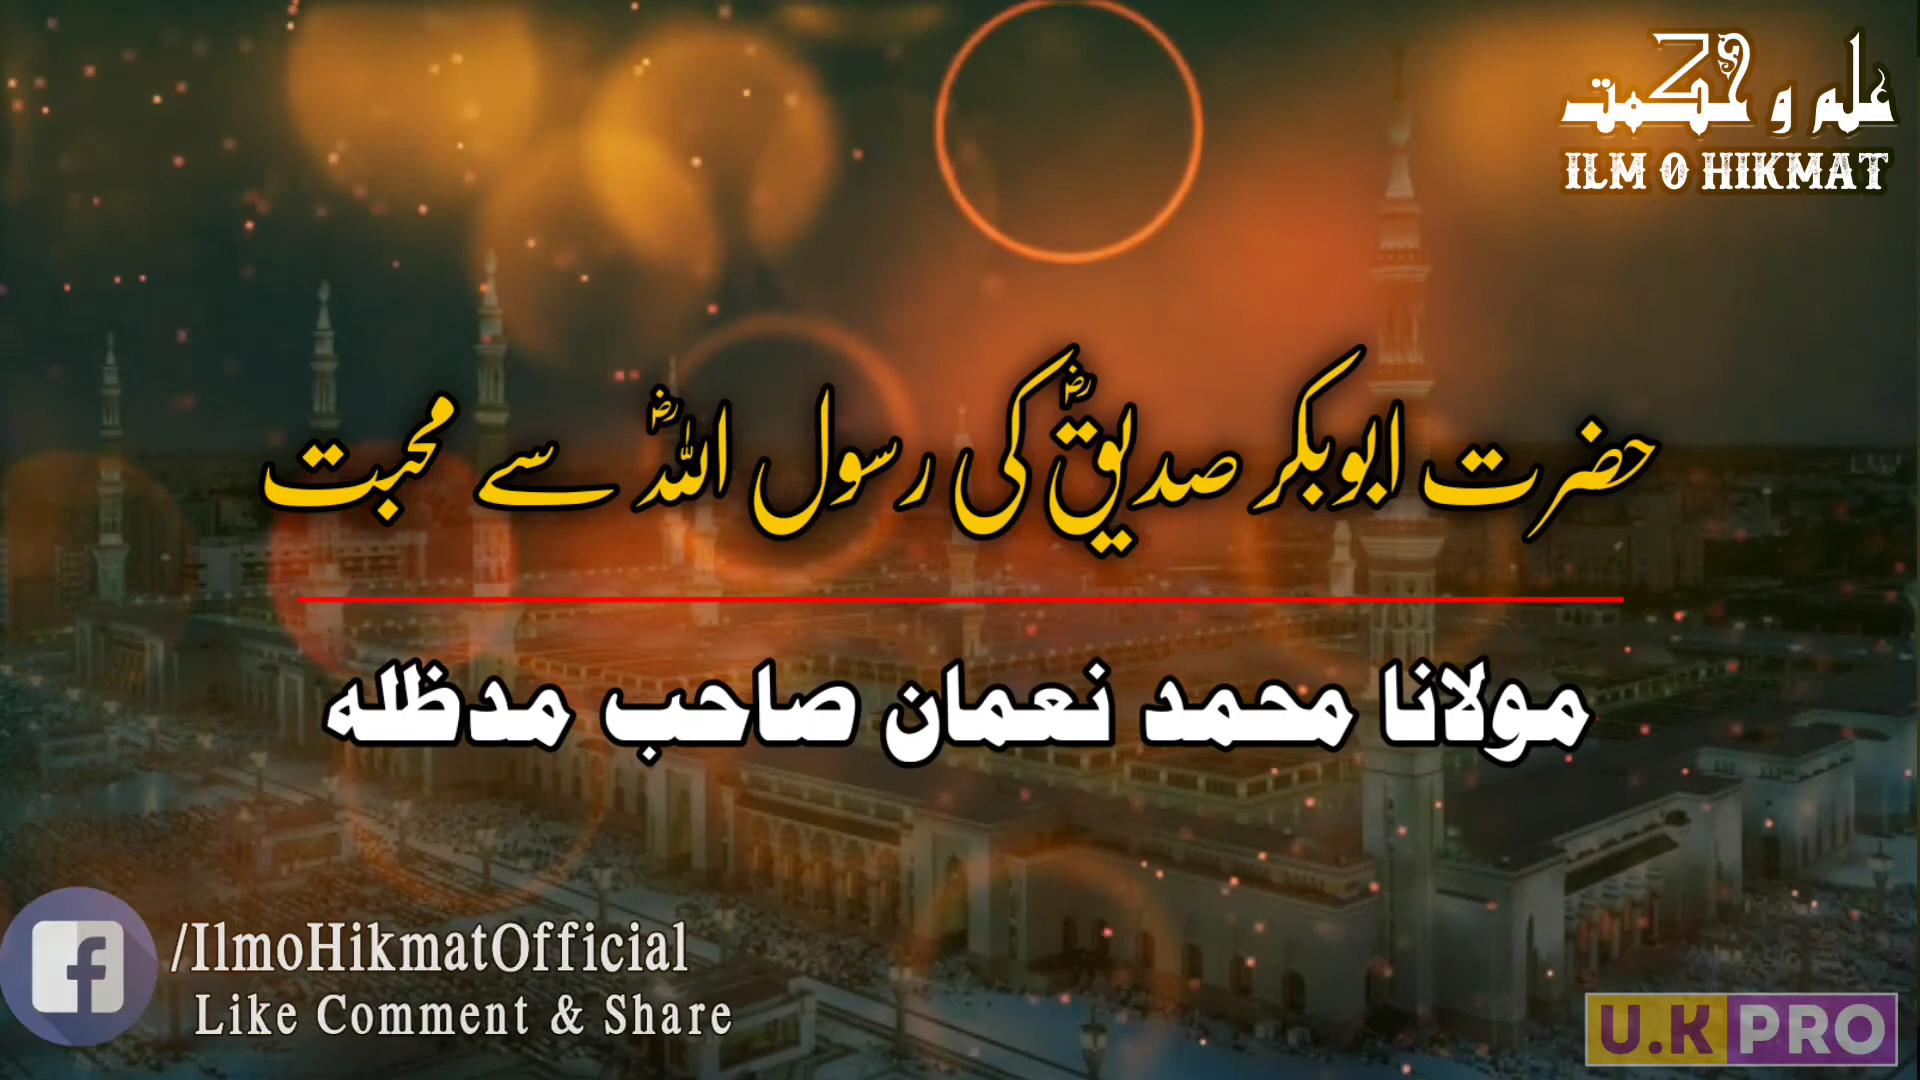 علم و حکمت
ILM O HIKMAT
حضرت ابوبکر صدیقؓ کی رسول اللہؓ سے محبت
مولانا محمد نعمان صاحب مدظلہ
/IlmoHikmatOfficial
Like Comment & Share
U.K PRO